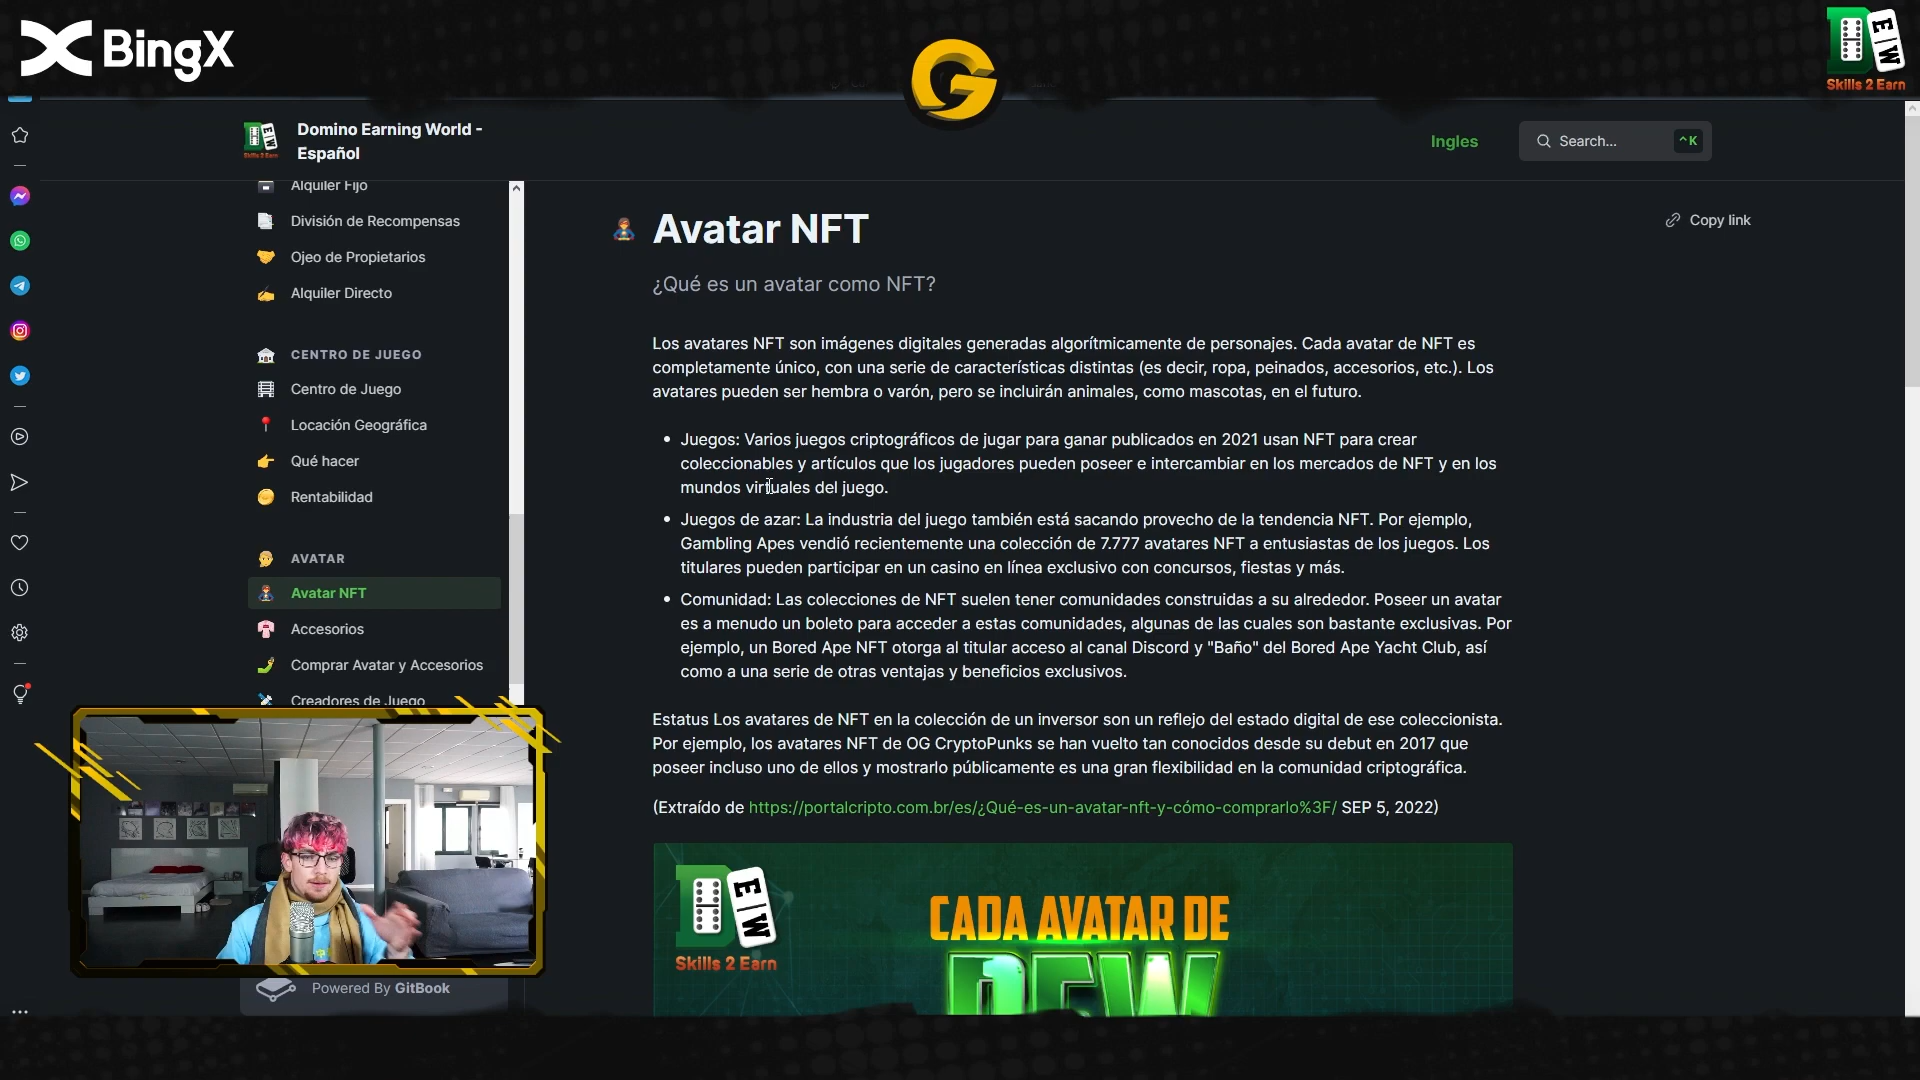 BingX
G
DE/W
Skills 2 Earn
Domino Earning World -
Español
Ingles
Search...
^K
Alquiler Fijo
División de Recompensas
Ojeo de Propietarios
Alquiler Directo
CENTRO DE JUEGO
Centro de Juego
Locación Geográfica
Qué hacer
Rentabilidad
AVATAR
Avatar NFT
Accesorios
Comprar Avatar y Accesorios
Creadores de Juego
Powered By GitBook
Avatar NFT
Copy link
¿Qué es un avatar como NFT?
Los avatares NFT son imágenes digitales generadas algorítmicamente de personajes. Cada avatar de NFT es
completamente único, con una serie de características distintas (es decir, ropa, peinados, accesorios, etc.). Los
avatares pueden ser hembra o varón, pero se incluirán animales, como mascotas, en el futuro.
• Juegos: Varios juegos criptográficos de jugar para ganar publicados en 2021 usan NFT para crear
coleccionables y artículos que los jugadores pueden poseer e intercambiar en los mercados de NFT y en los
mundos virtuales del juego.
• Juegos de azar: La industria del juego también está sacando provecho de la tendencia NFT. Por ejemplo,
Gambling Apes vendió recientemente una colección de 7.777 avatares NFT a entusiastas de los juegos. Los
titulares pueden participar en un casino en línea exclusivo con concursos, fiestas y más.
• Comunidad: Las colecciones de NFT suelen tener comunidades construidas a su alrededor. Poseer un avatar
es a menudo un boleto para acceder a estas comunidades, algunas de las cuales son bastante exclusivas. Por
ejemplo, un Bored Ape NFT otorga al titular acceso al canal Discord y "Baño" del Bored Ape Yacht Club, así
como a una serie de otras ventajas y beneficios exclusivos.
Estatus Los avatares de NFT en la colección de un inversor son un reflejo del estado digital de ese coleccionista.
Por ejemplo, los avatares NFT de OG CryptoPunks se han vuelto tan conocidos desde su debut en 2017 que
poseer incluso uno de ellos y mostrarlo públicamente es una gran flexibilidad en la comunidad criptográfica.
(Extraído de https://portalcripto.com.br/es/¿Qué-es-un-avatar-nft-y-cómo-comprarlo%3F/ SEP 5, 2022)
DE/W
Skills 2 Earn
CADA AVATAR DE
DEW